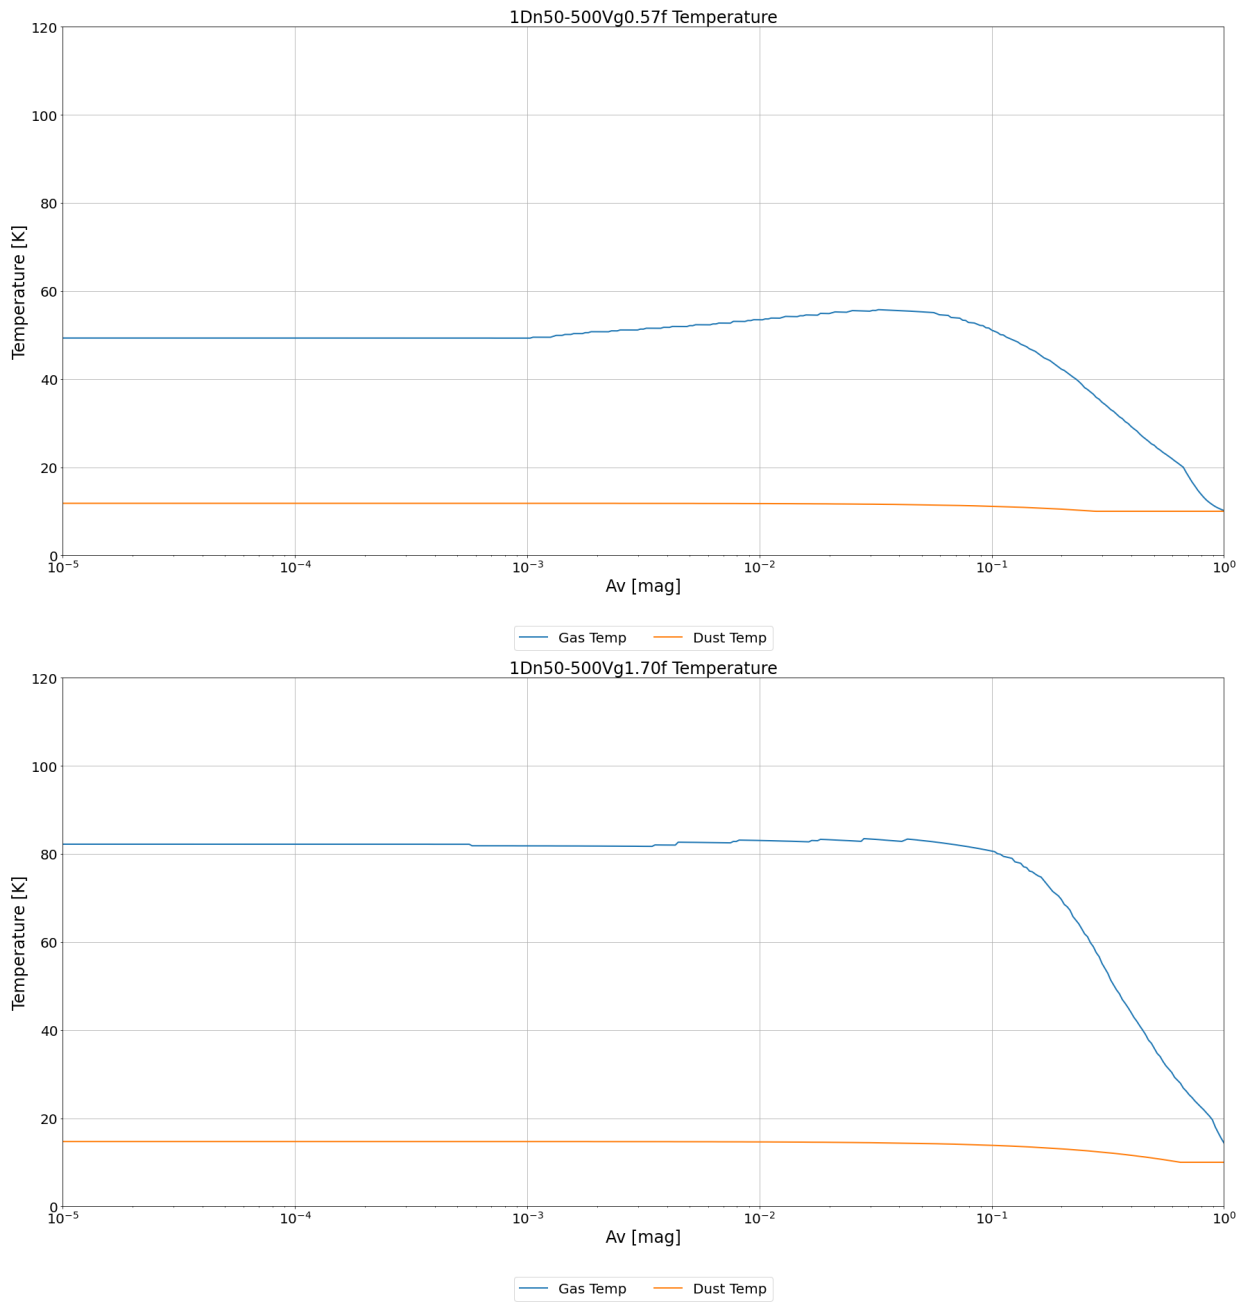 1Dn50-500Vg0.57f Temperature
120
100
80
60
40
20
0
Temperature [K]
10⁻⁵ 10⁻⁴ 10⁻³ 10⁻² 10⁻¹ 10⁰
Av [mag]
Gas Temp Dust Temp
1Dn50-500Vg1.70f Temperature
120
100
80
60
40
20
0
Temperature [K]
10⁻⁵ 10⁻⁴ 10⁻³ 10⁻² 10⁻¹ 10⁰
Av [mag]
Gas Temp Dust Temp